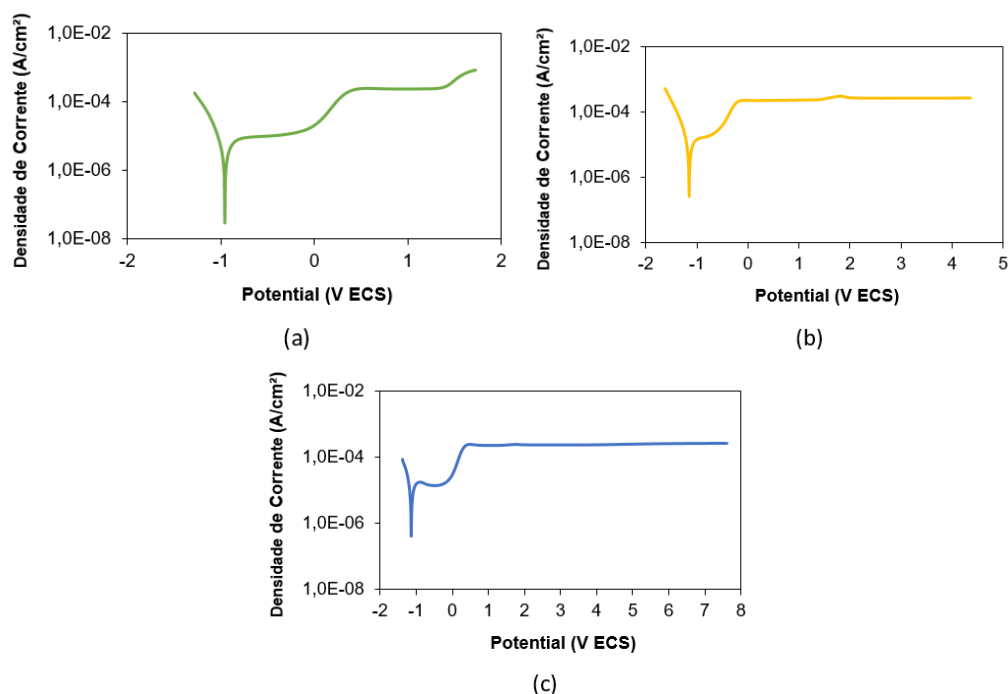 Densidade de Corrente (A/cm²)
1,0E-02
1,0E-04
1,0E-06
1,0E-08
-2 -1 0 1 2
Potential (V ECS)
(a)
Densidade de Corrente (A/cm²)
1,0E-02
1,0E-04
1,0E-06
1,0E-08
-2 -1 0 1 2 3 4 5
Potential (V ECS)
(b)
Densidade de Corrente (A/cm²)
1,0E-02
1,0E-04
1,0E-06
1,0E-08
-2 -1 0 1 2 3 4 5 6 7 8
Potential (V ECS)
(c)